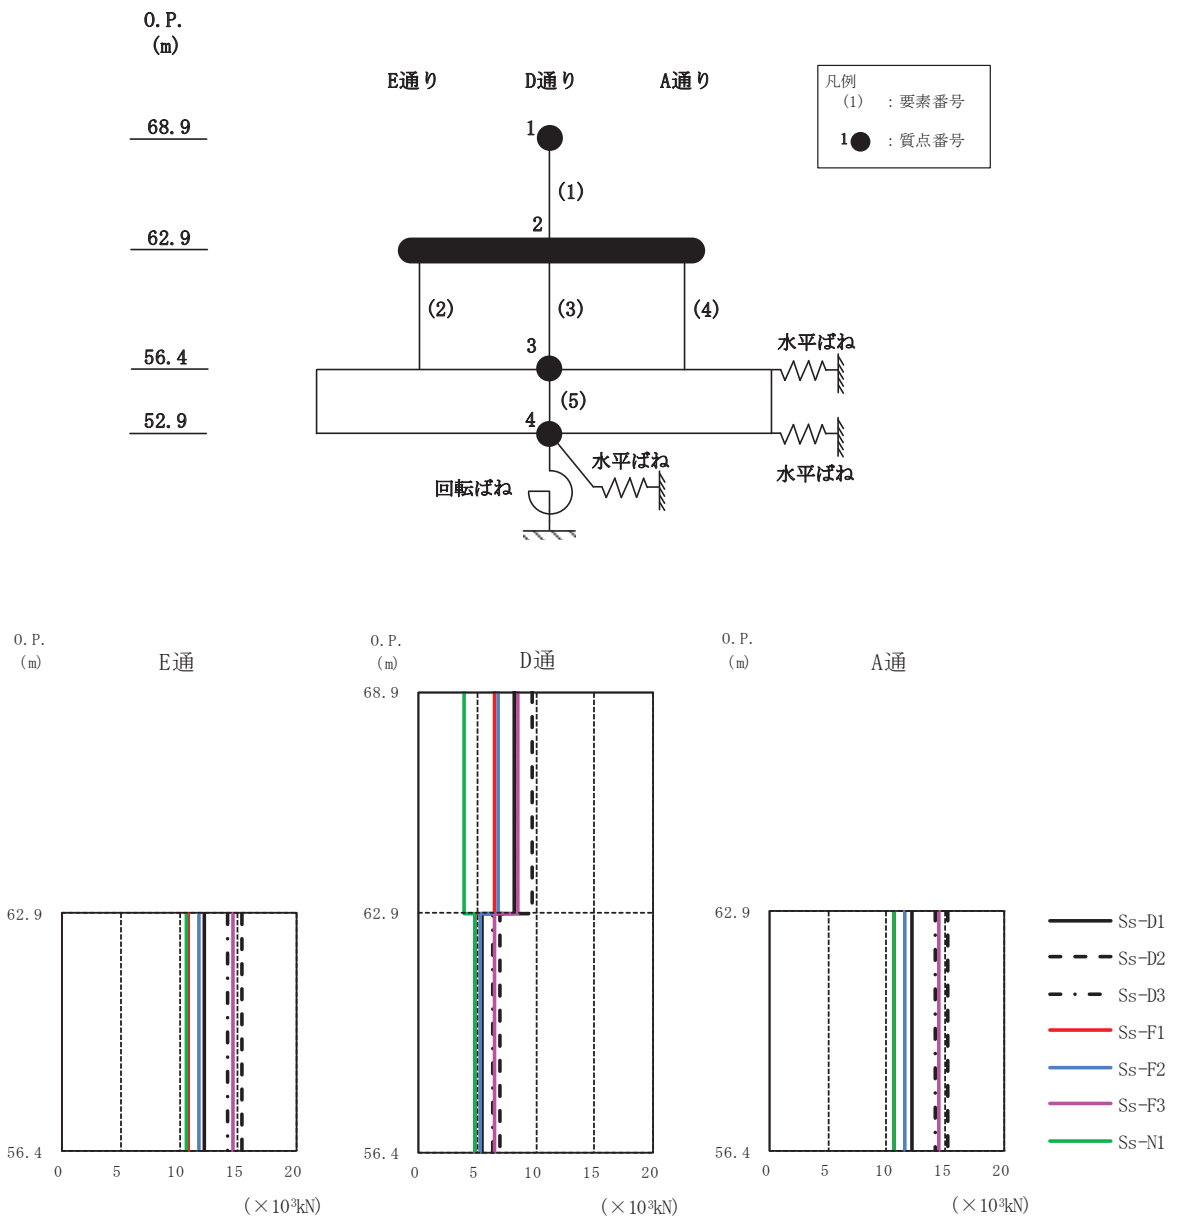 O.P.
(m)
E通り
D通り
A通り
凡例
(1) ：要素番号
1 ：質点番号
68.9
1
(1)
62.9
2
(2)
(3)
(4)
56.4
3
水平ばね
(5)
52.9
4
水平ばね
水平ばね
回転ばね
O.P.
(m)
E通
62.9
56.4
0 5 10 15 20
(×10³kN)
O.P.
(m)
D通
68.9
62.9
56.4
0 5 10 15 20
(×10³kN)
O.P.
(m)
A通
62.9
56.4
0 5 10 15 20
(×10³kN)
Ss-D1
Ss-D2
Ss-D3
Ss-F1
Ss-F2
Ss-F3
Ss-N1